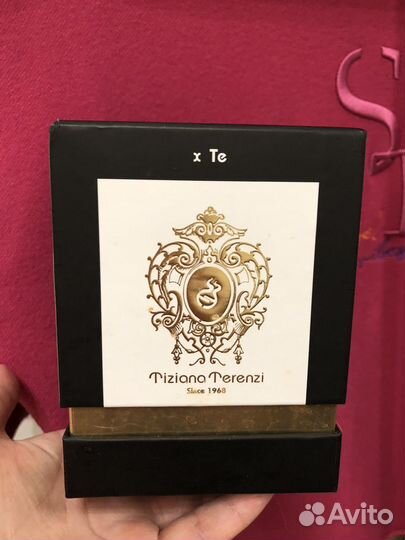 x Te
Tiziana Terenzi
Since 1968
Avito